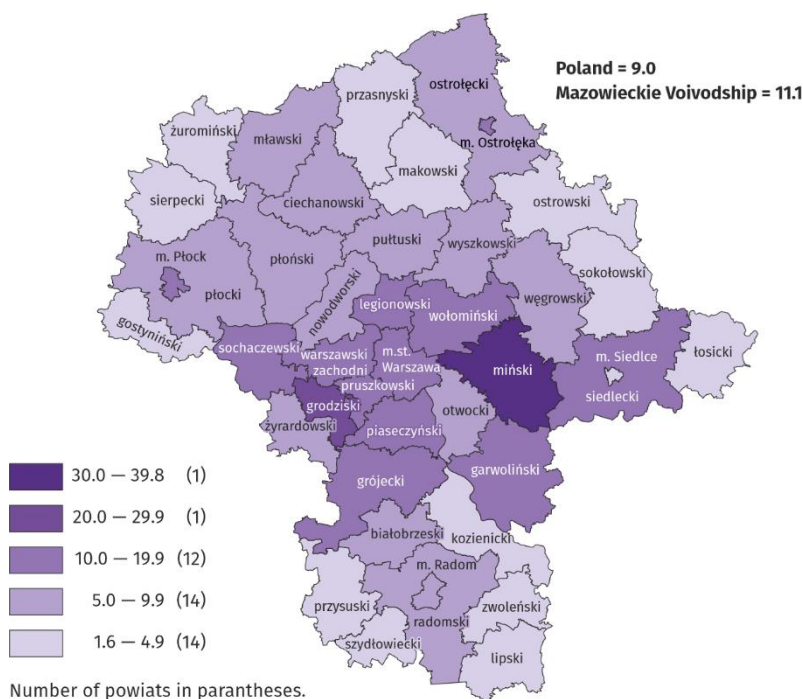 Poland = 9.0
Mazowieckie Voivodship = 11.1
ostrołęcki
przasnyski
żuromiński
mławski
m. Ostrołęka
makowski
sierpecki
ciechanowski
ostrowski
pułtuski
wyszkowski
m. Płock
płoński
sokołowski
płocki
nowodworski
węgrowski
legionowski
wołomiński
gostyniński
sochaczewski
warszawski
zachodni
m.st.
Warszawa
m. Siedlce
łosicki
miński
pruszkowski
siedlecki
grodziski
otwocki
żyrardowski
piaseczyński
garwoliński
grójecki
białobrzeski
kozienicki
m. Radom
przysuski
zwoleński
radomski
szydłowiecki
lipski
30.0 — 39.8 (1)
20.0 — 29.9 (1)
10.0 — 19.9 (12)
5.0 — 9.9 (14)
1.6 — 4.9 (14)
Number of powiats in parantheses.